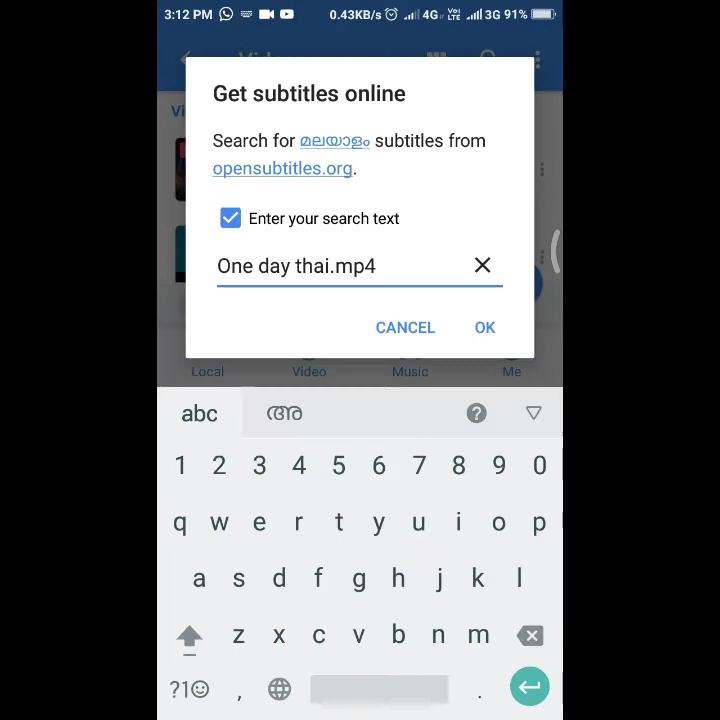 3:12 PM 0.43KB/s 4G VoLTE 3G 91%
Get subtitles online
Search for മലയാളം subtitles from
opensubtitles.org.
Enter your search text
One day thai.mp4
CANCEL OK
Local Video Music Me
abc അ
1 2 3 4 5 6 7 8 9 0
q w e r t y u i o p
a s d f g h j k l
z x c v b n m
?1☺ , .